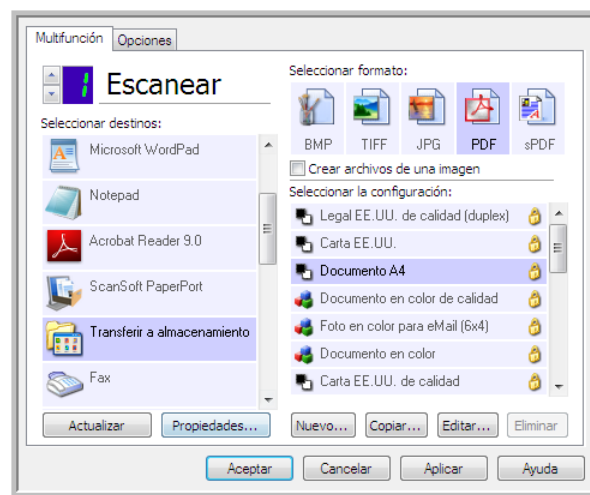 Multifunción
Opciones
1
Escanear
Seleccionar destinos:
Microsoft WordPad
Notepad
Acrobat Reader 9.0
ScanSoft PaperPort
Transferir a almacenamiento
Fax
Actualizar
Propiedades...
Seleccionar formato:
BMP
TIFF
JPG
PDF
sPDF
Crear archivos de una imagen
Seleccionar la configuración:
Legal EE.UU. de calidad (duplex)
Carta EE.UU.
Documento A4
Documento en color de calidad
Foto en color para eMail (6x4)
Documento en color
Carta EE.UU. de calidad
Nuevo...
Copiar...
Editar...
Eliminar
Aceptar
Cancelar
Aplicar
Ayuda